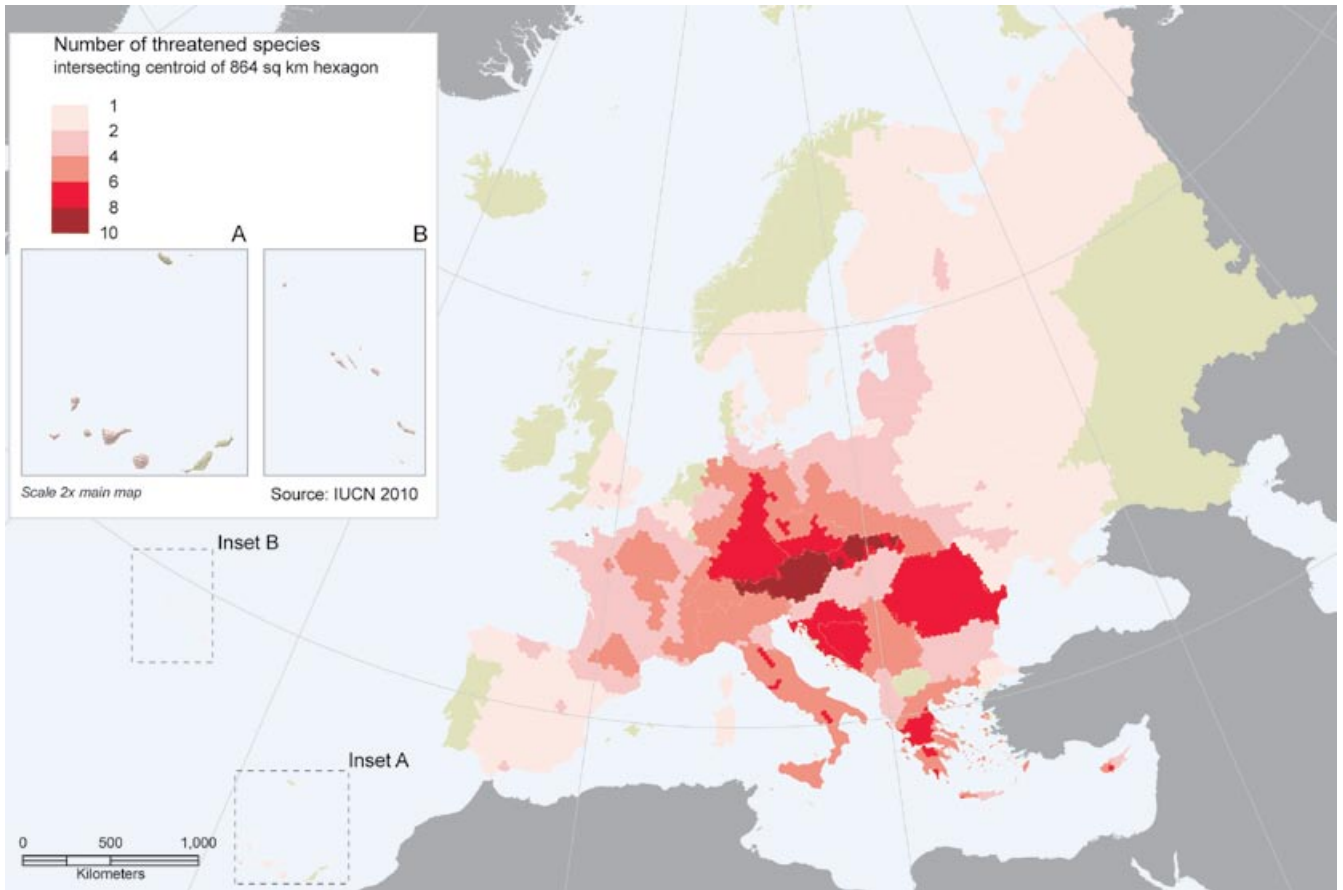 Number of threatened species
intersecting centroid of 864 sq km hexagon
1
2
4
6
8
10
A
B
Scale 2x main map
Source: IUCN 2010
Inset B
Inset A
0 500 1,000
Kilometers